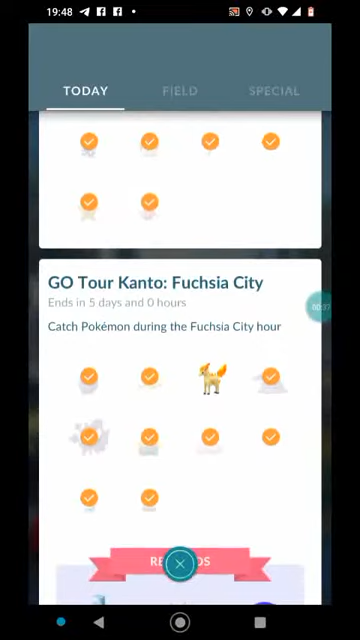 19:48
TODAY FIELD SPECIAL
GO Tour Kanto: Fuchsia City
Ends in 5 days and 0 hours
Catch Pokémon during the Fuchsia City hour